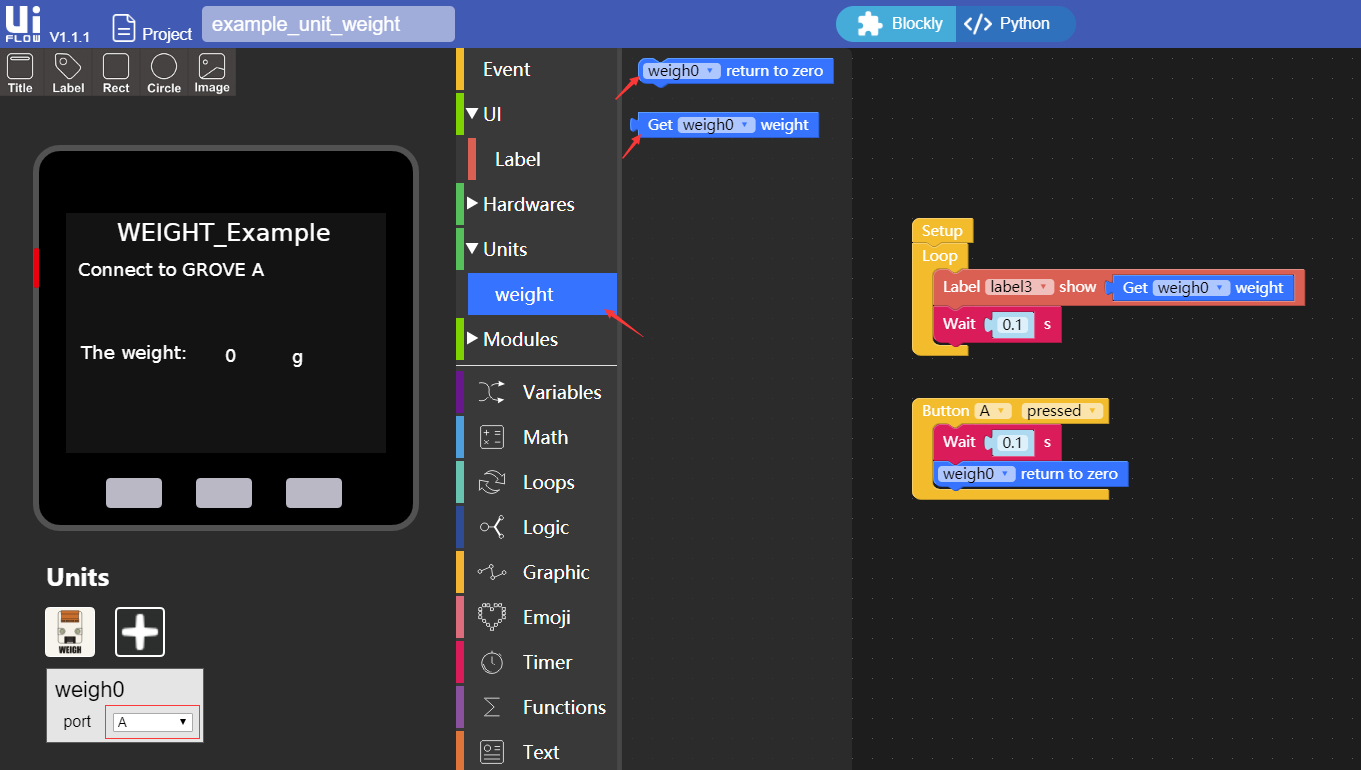 Ui
FLOW V1.1.1
Project
example_unit_weight
Blockly
</> Python
Title
Label
Rect
Circle
Image
WEIGHT_Example
Connect to GROVE A
The weight: 0 g
Units
WEIGH
weigh0
port A
Event
UI
Label
Hardwares
Units
weight
Modules
Variables
Math
Loops
Logic
Graphic
Emoji
Timer
Functions
Text
weigh0 return to zero
Get weigh0 weight
Setup
Loop
Label label3 show Get weigh0 weight
Wait 0.1 s
Button A pressed
Wait 0.1 s
weigh0 return to zero